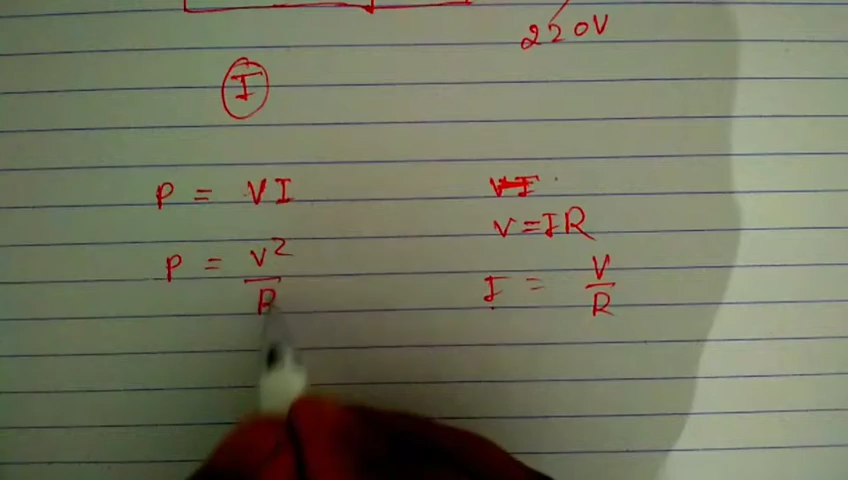 220V
I
P = VI
V = IR
P = V²/R
I = V/R